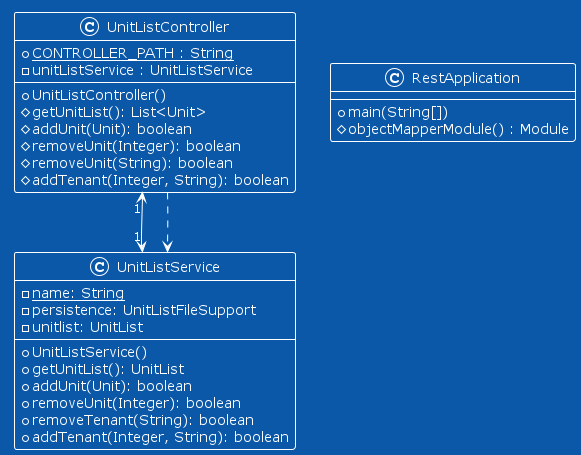 C UnitListController
CONTROLLER_PATH : String
unitListService : UnitListService
UnitListController()
getUnitList(): List<Unit>
addUnit(Unit): boolean
removeUnit(Integer): boolean
removeUnit(String): boolean
addTenant(Integer, String): boolean
C RestApplication
main(String[])
objectMapperModule() : Module
1
1
C UnitListService
name: String
persistence: UnitListFileSupport
unitlist: UnitList
UnitListService()
getUnitList(): UnitList
addUnit(Unit): boolean
removeUnit(Integer): boolean
removeTenant(String): boolean
addTenant(Integer, String): boolean